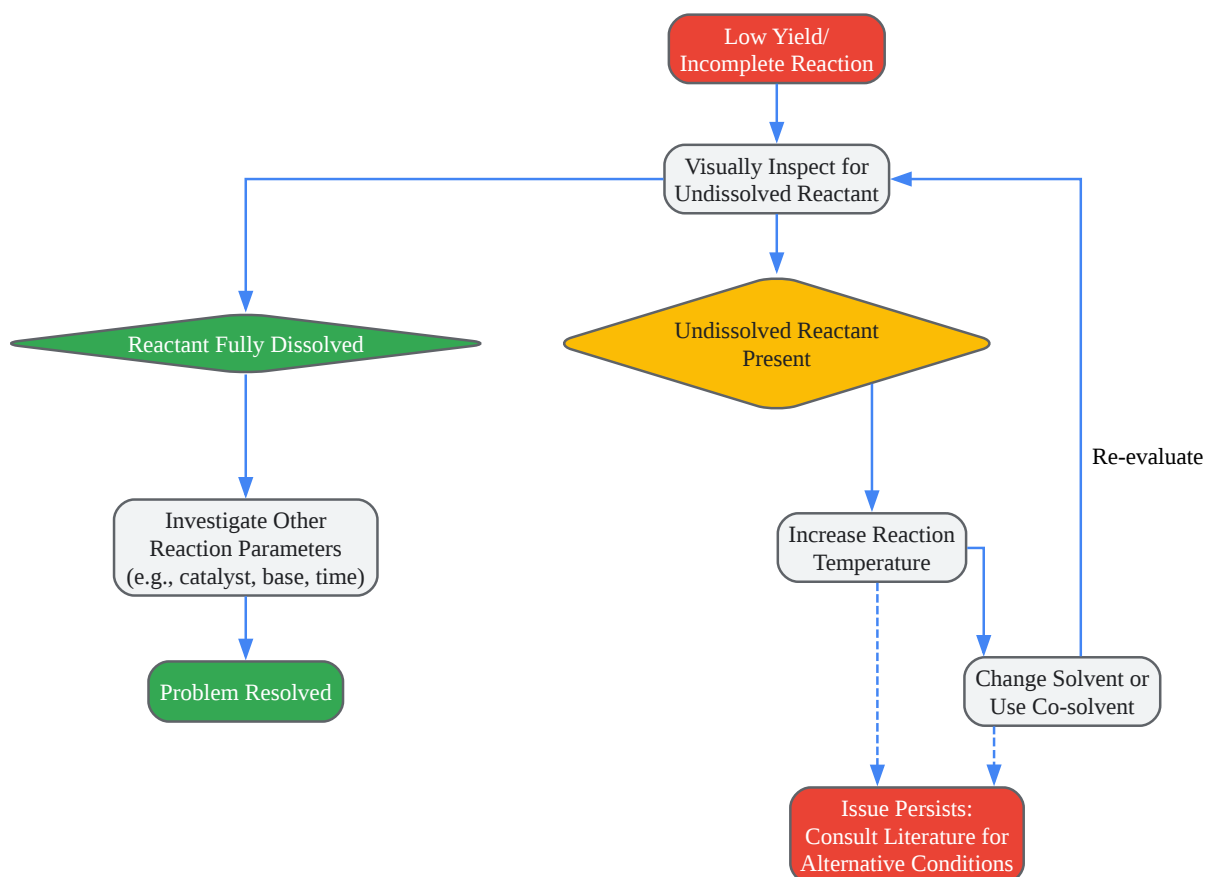 Low Yield/
Incomplete Reaction
Visually Inspect for
Undissolved Reactant
Reactant Fully Dissolved
Undissolved Reactant
Present
Re-evaluate
Investigate Other
Reaction Parameters
(e.g., catalyst, base, time)
Increase Reaction
Temperature
Problem Resolved
Change Solvent or
Use Co-solvent
Issue Persists:
Consult Literature for
Alternative Conditions